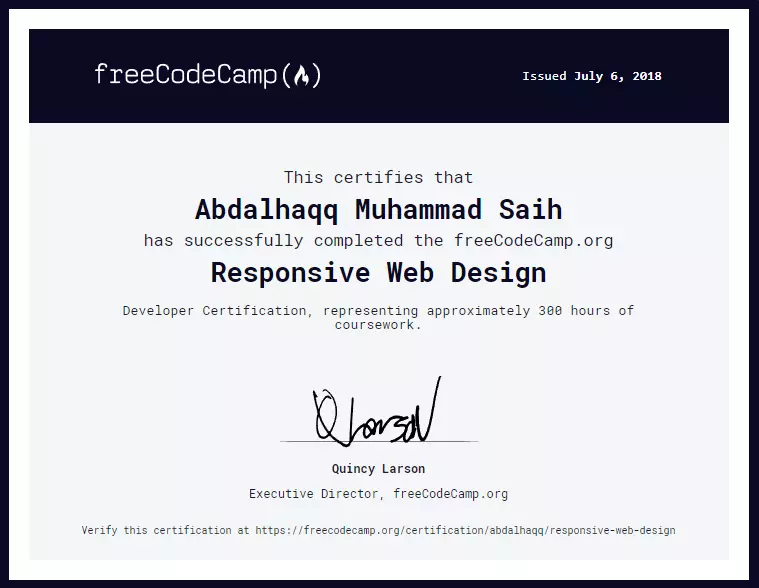 freeCodeCamp(🔥)
Issued July 6, 2018
This certifies that
Abdalhaqq Muhammad Saih
has successfully completed the freeCodeCamp.org
Responsive Web Design
Developer Certification, representing approximately 300 hours of
coursework.
Q Larson
Quincy Larson
Executive Director, freeCodeCamp.org
Verify this certification at https://freecodecamp.org/certification/abdalhaqq/responsive-web-design